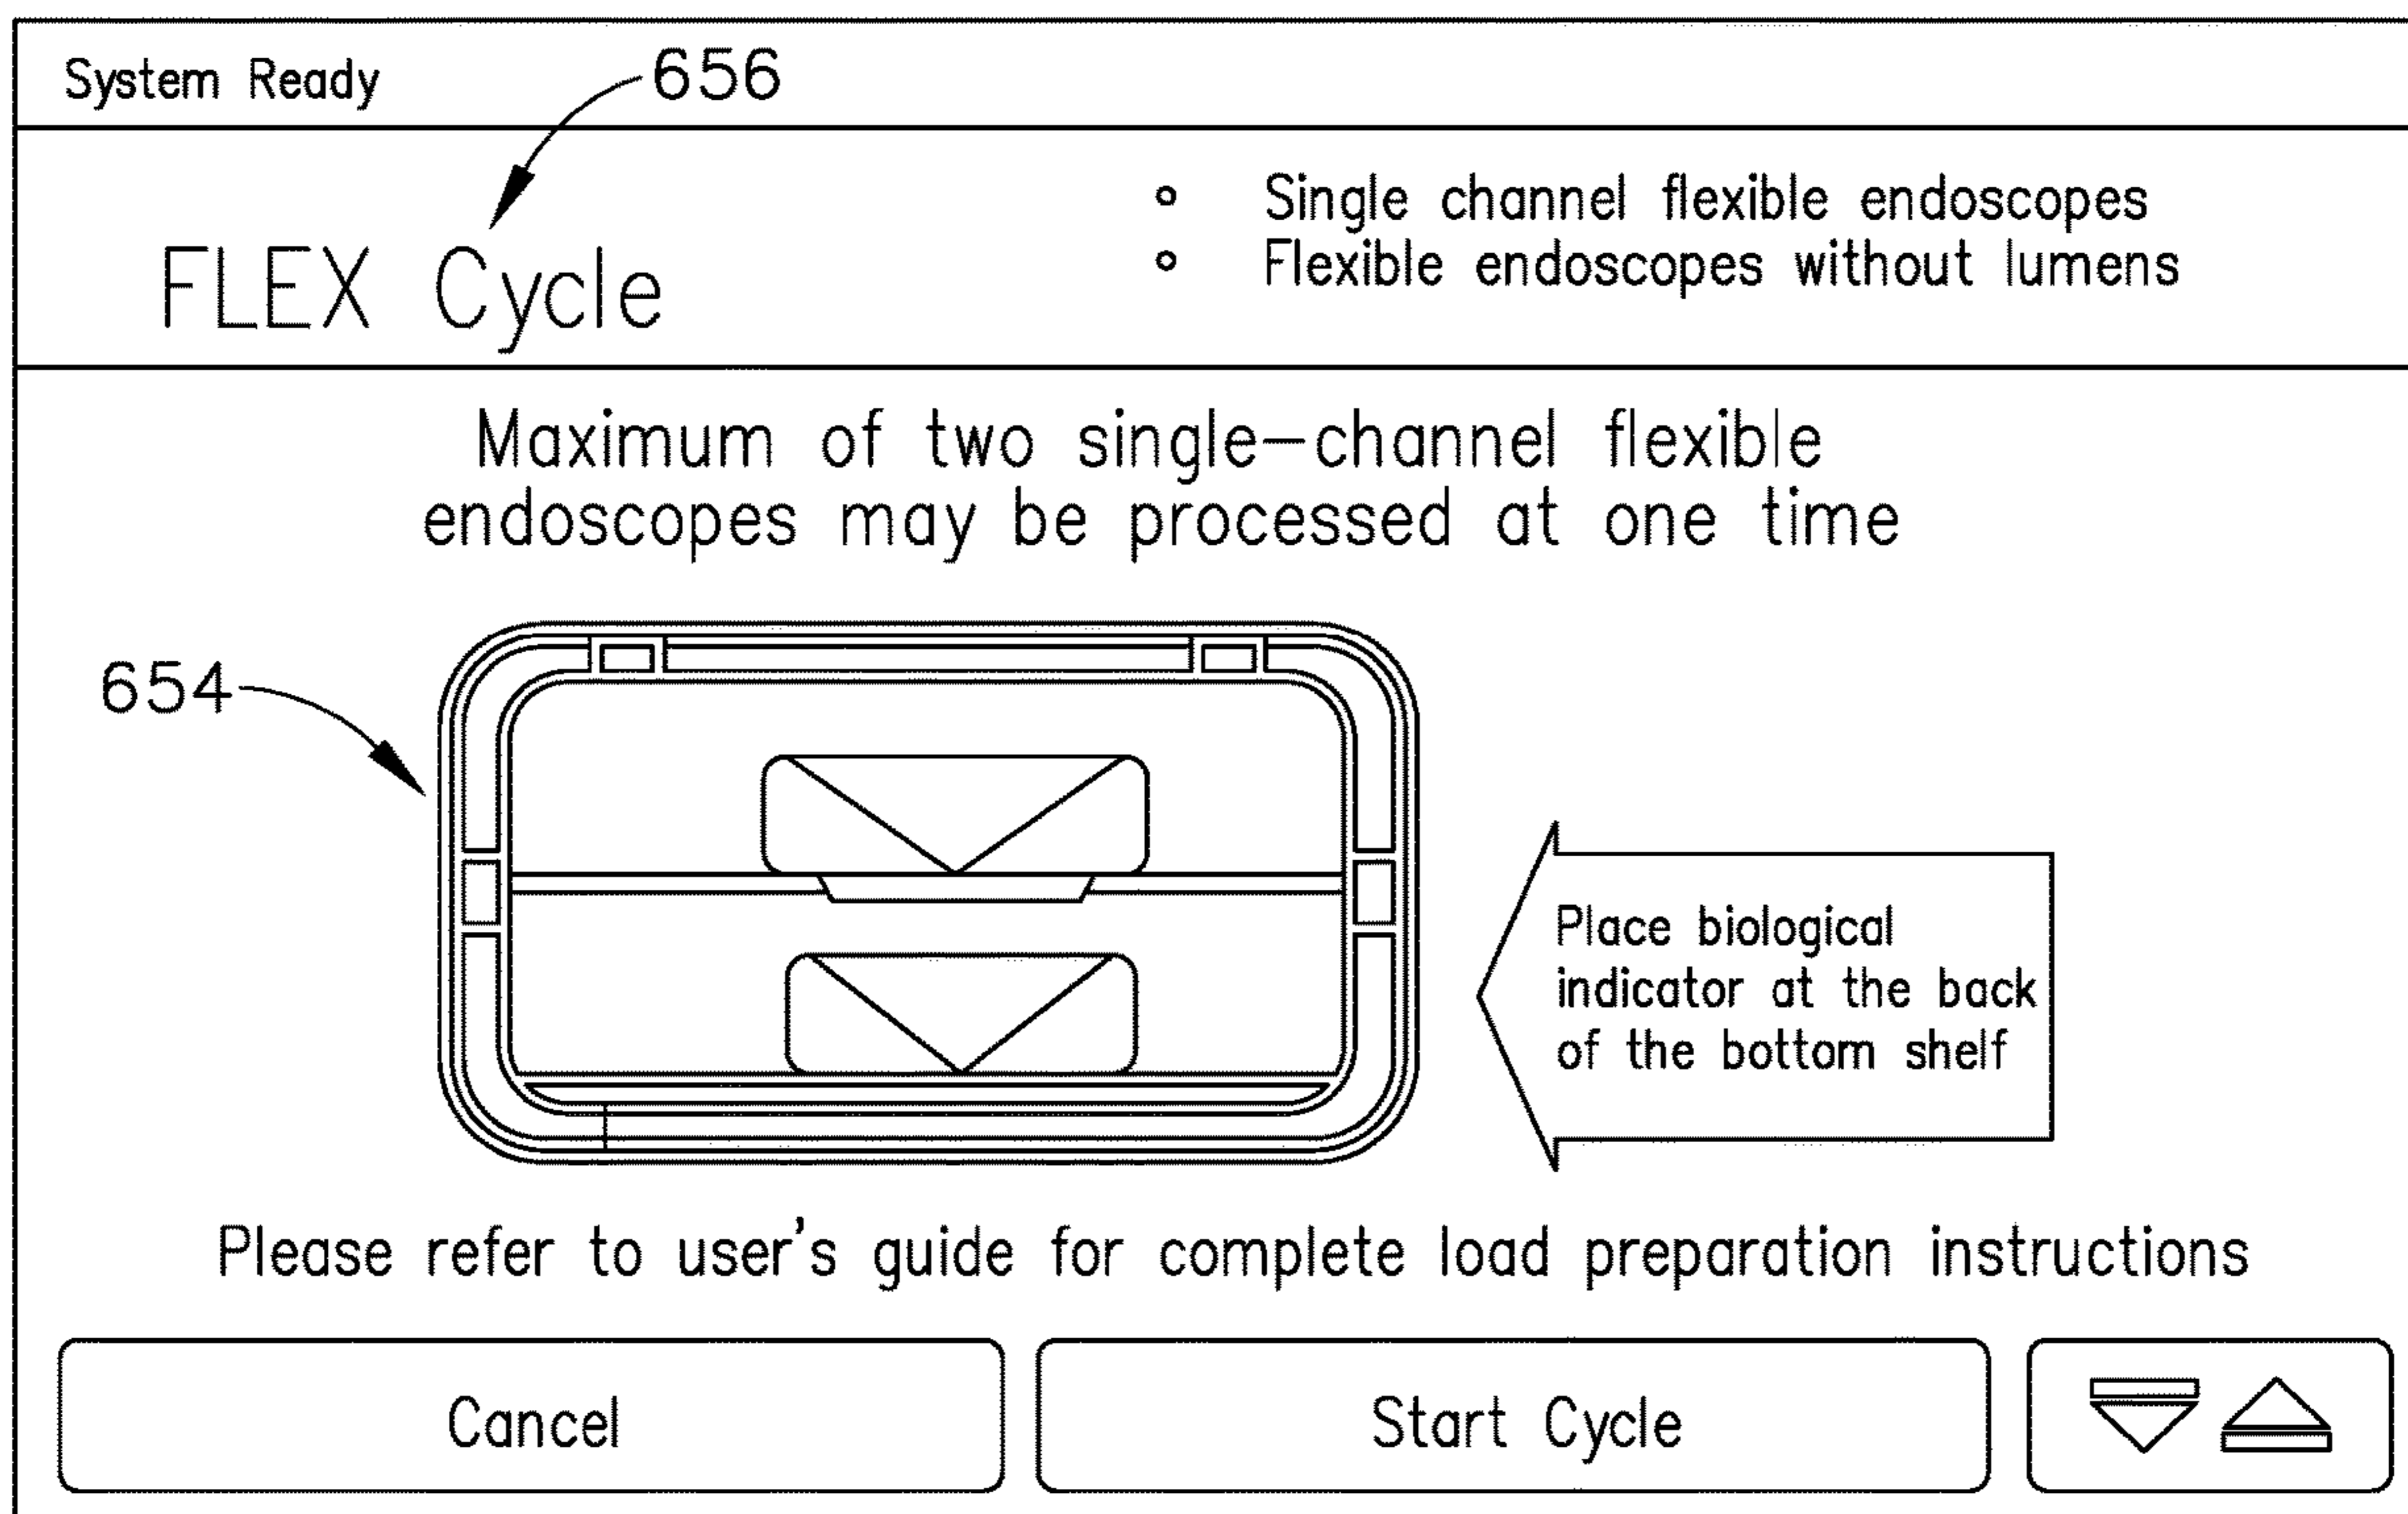 System Ready
656
FLEX Cycle
° Single channel flexible endoscopes
° Flexible endoscopes without lumens
Maximum of two single-channel flexible
endoscopes may be processed at one time
654
Place biological
indicator at the back
of the bottom shelf
Please refer to user's guide for complete load preparation instructions
Cancel
Start Cycle